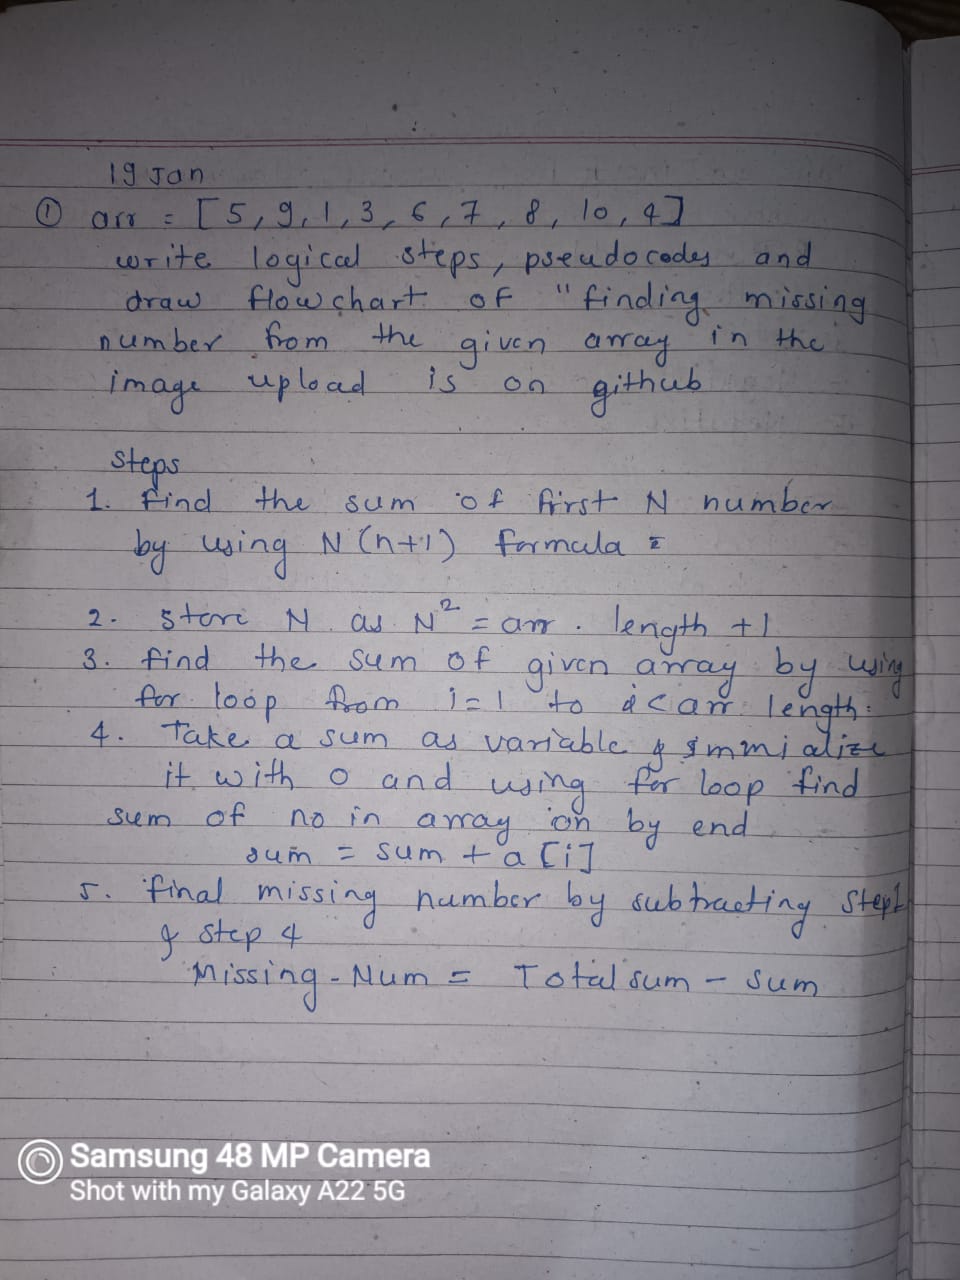 19 Jan
① arr = [5, 9, 1, 3, 6, 7, 8, 10, 4]
write logical steps, pseudocodes and
draw flowchart of "finding missing
number from the given array in the
image upload is on github
Steps
1. find the sum of first N number
by using N(n+1) formula =
2
2. store N as N = arr. length +1
3. find the sum of given array by using
for loop from i=1 to i<arr. length.
4. Take a sum as variable & immialize
it with 0 and using for loop find
sum of no in array on by end
sum = sum + a[i]
5. final missing number by subtracting Step1
& step 4
Missing-Num = Total sum - sum
Samsung 48 MP Camera
Shot with my Galaxy A22 5G